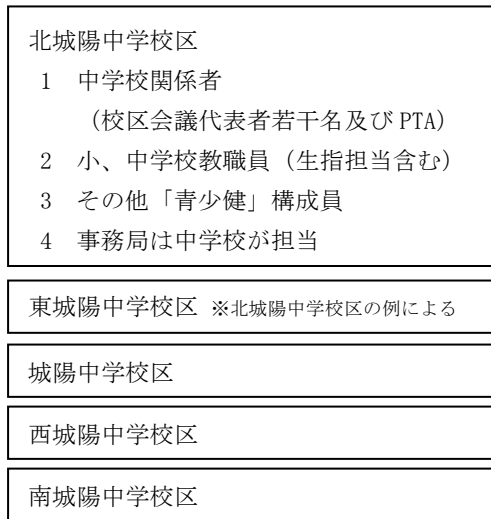 北城陽中学校区
1 中学校関係者
（校区会議代表者若干名及び PTA）
2 小、中学校教職員（生指担当含む）
3 その他「青少健」構成員
4 事務局は中学校が担当
東城陽中学校区 ※北城陽中学校区の例による
城陽中学校区
西城陽中学校区
南城陽中学校区